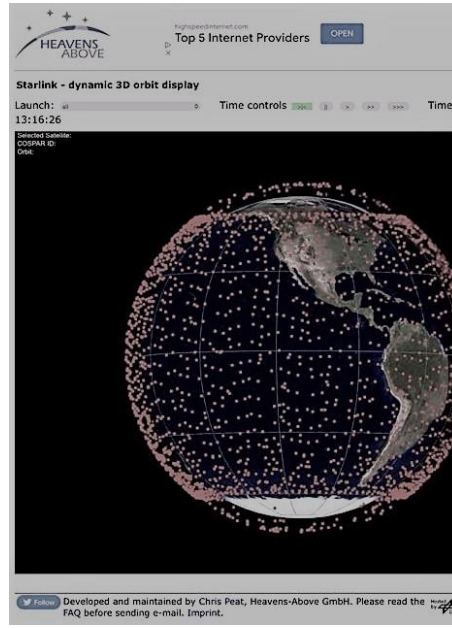 HEAVENS
ABOVE
highspeedinternet.com
Top 5 Internet Providers
OPEN
Starlink - dynamic 3D orbit display
Launch: all
Time controls >|< || > >> >>> Time
13:16:26
Selected Satellite:
COSPAR ID:
Orbit:
Follow
Developed and maintained by Chris Peat, Heavens-Above GmbH. Please read the
FAQ before sending e-mail. Imprint.
Hosted
by